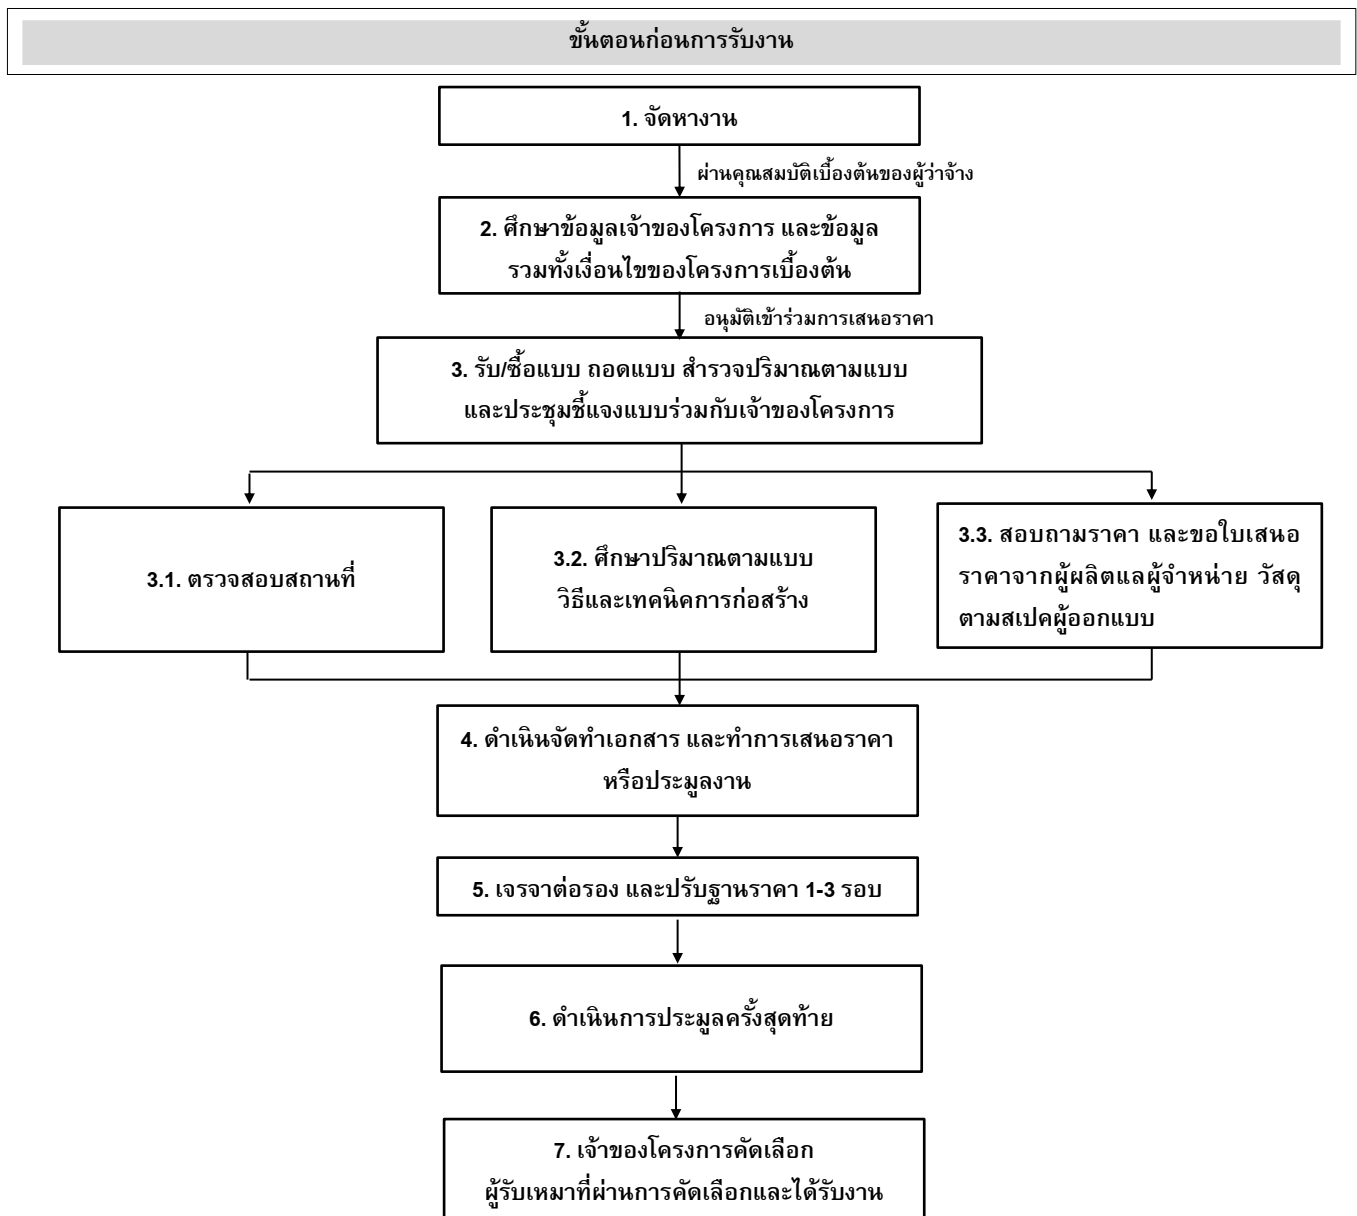 ขั้นตอนก่อนการรับงาน
1. จัดหางาน
ผ่านคุณสมบัติเบื้องต้นของผู้ว่าจ้าง
2. ศึกษาข้อมูลเจ้าของโครงการ และข้อมูล
รวมทั้งเงื่อนไขของโครงการเบื้องต้น
อนุมัติเข้าร่วมการเสนอราคา
3. รับ/ซื้อแบบ ถอดแบบ สำรวจปริมาณตามแบบ
และประชุมชี้แจงแบบร่วมกับเจ้าของโครงการ
3.1. ตรวจสอบสถานที่
3.2. ศึกษาปริมาณตามแบบ
วิธีและเทคนิคการก่อสร้าง
3.3. สอบถามราคา และขอใบเสนอ
ราคาจากผู้ผลิตแลผู้จำหน่าย วัสดุ
ตามสเปคผู้ออกแบบ
4. ดำเนินจัดทำเอกสาร และทำการเสนอราคา
หรือประมูลงาน
5. เจรจาต่อรอง และปรับฐานราคา 1-3 รอบ
6. ดำเนินการประมูลครั้งสุดท้าย
7. เจ้าของโครงการคัดเลือก
ผู้รับเหมาที่ผ่านการคัดเลือกและได้รับงาน